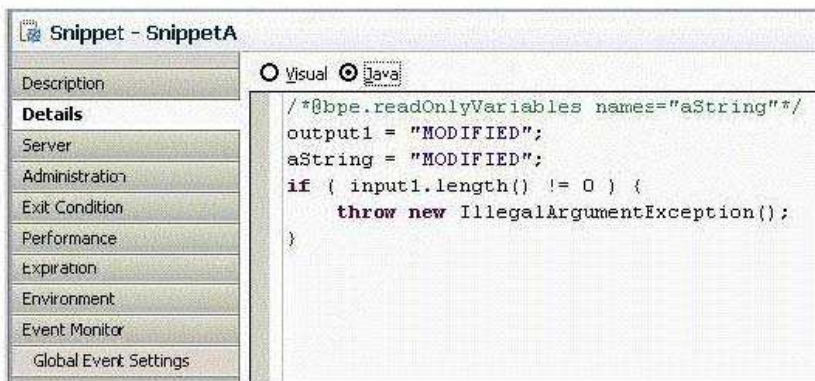 Snippet - SnippetA
Description
Details
Server
Administration
Exit Condition
Performance
Expiration
Environment
Event Monitor
Global Event Settings
Visual Java
/*@bpe.readOnlyVariables names="aString"*/
output1 = "MODIFIED";
aString = "MODIFIED";
if ( input1.length() != 0 ) {
    throw new IllegalArgumentException();
}